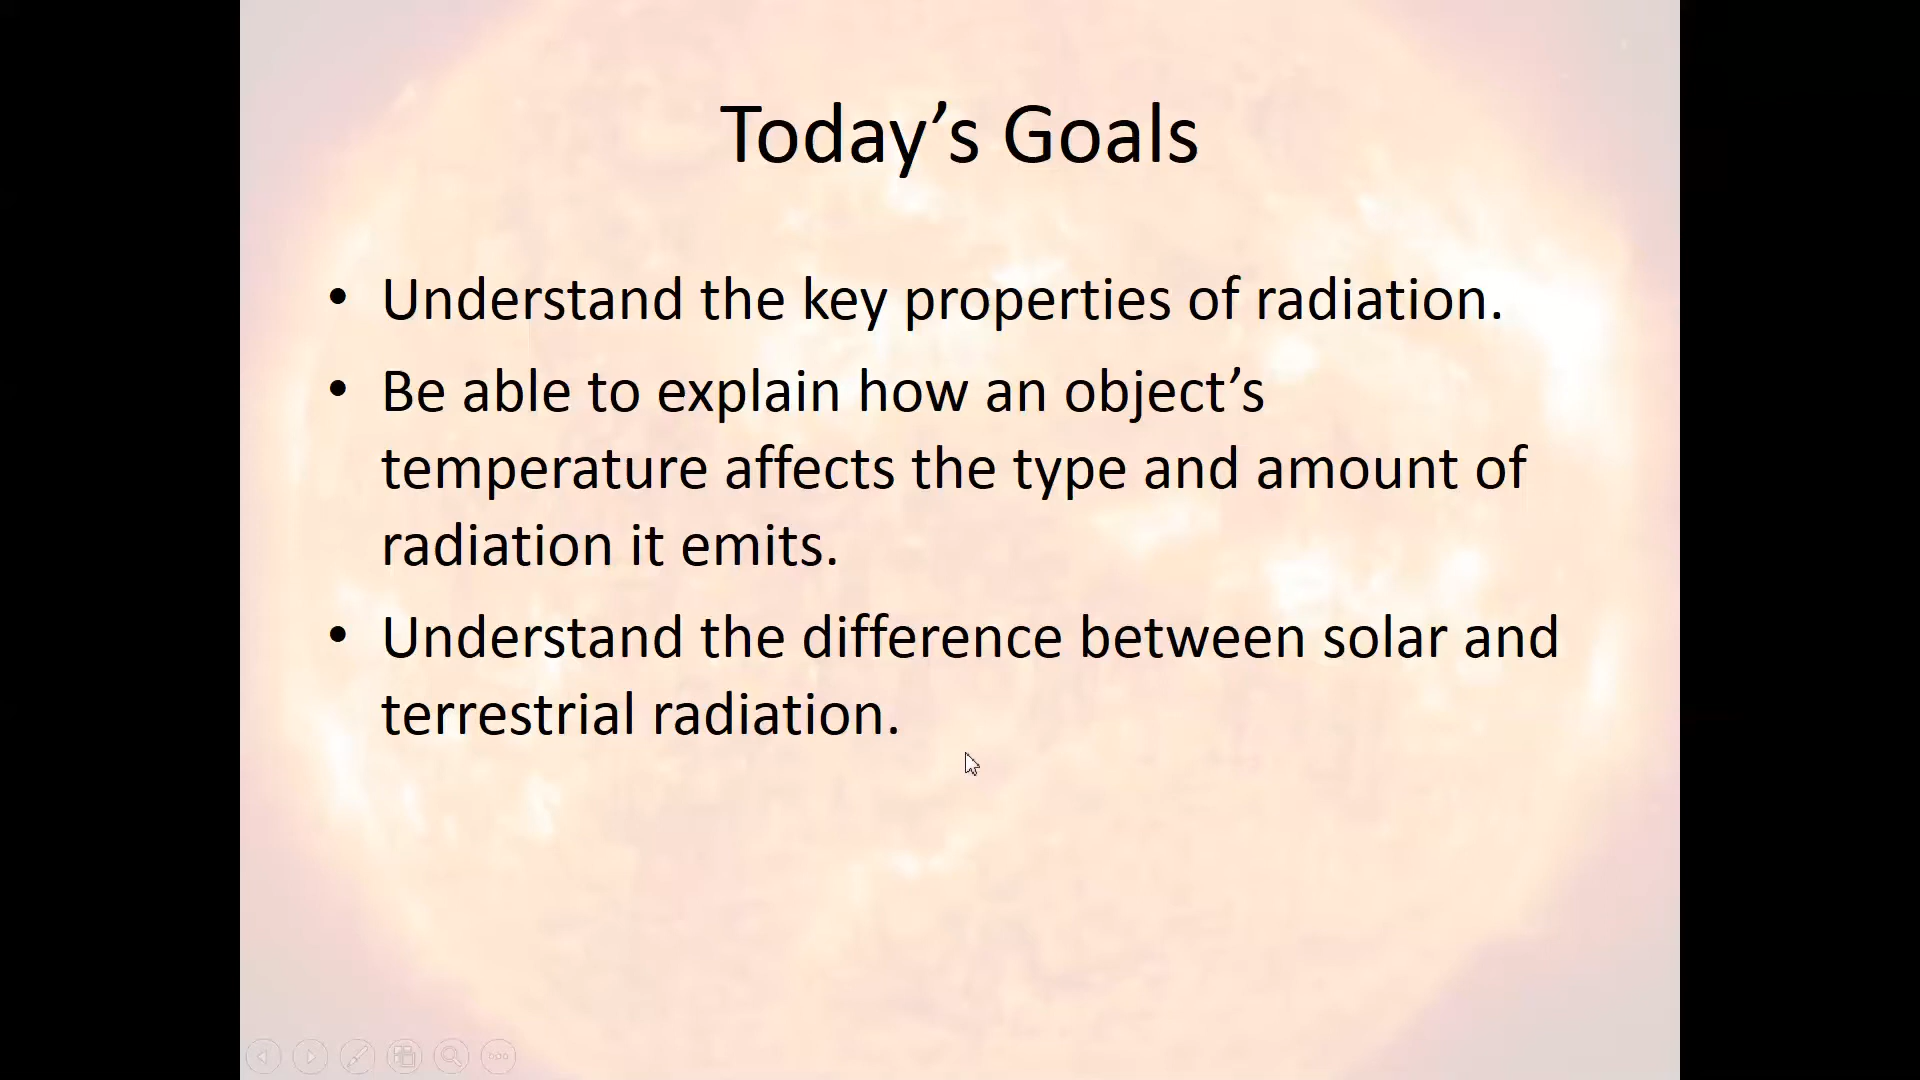 Today’s Goals
• Understand the key properties of radiation.
• Be able to explain how an object’s
temperature affects the type and amount of
radiation it emits.
• Understand the difference between solar and
terrestrial radiation.